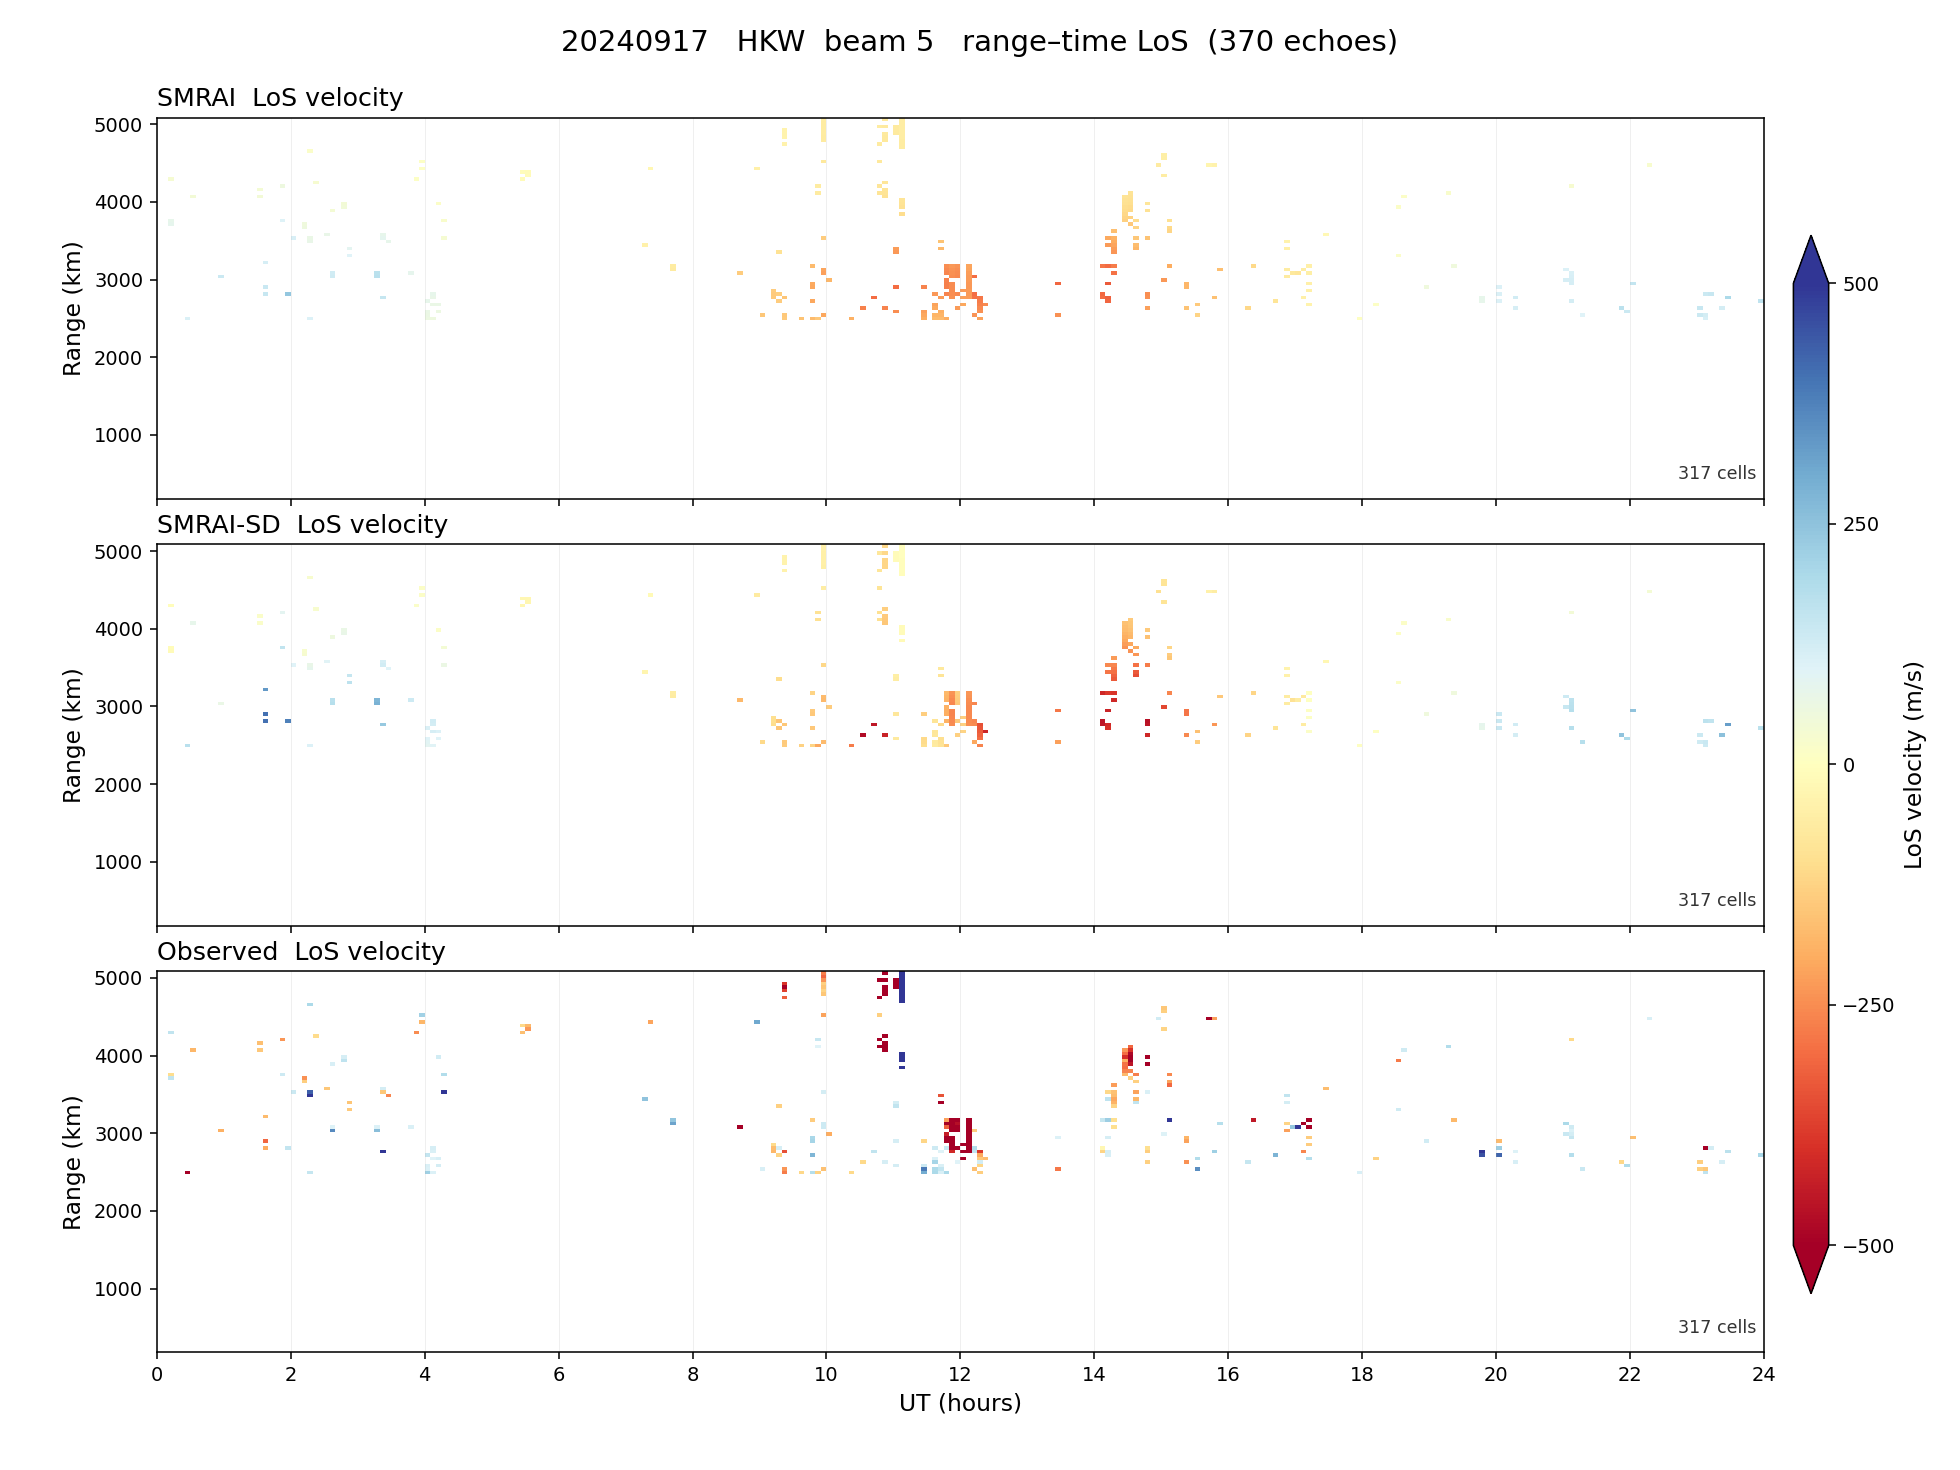 20240917 HKW beam 5 range–time LoS (370 echoes)
SMRAI LoS velocity
5000
4000
3000
2000
1000
Range (km)
317 cells
SMRAI-SD LoS velocity
5000
4000
3000
2000
1000
Range (km)
317 cells
Observed LoS velocity
5000
4000
3000
2000
1000
Range (km)
317 cells
0 2 4 6 8 10 12 14 16 18 20 22 24
UT (hours)
500
250
0
−250
−500
LoS velocity (m/s)